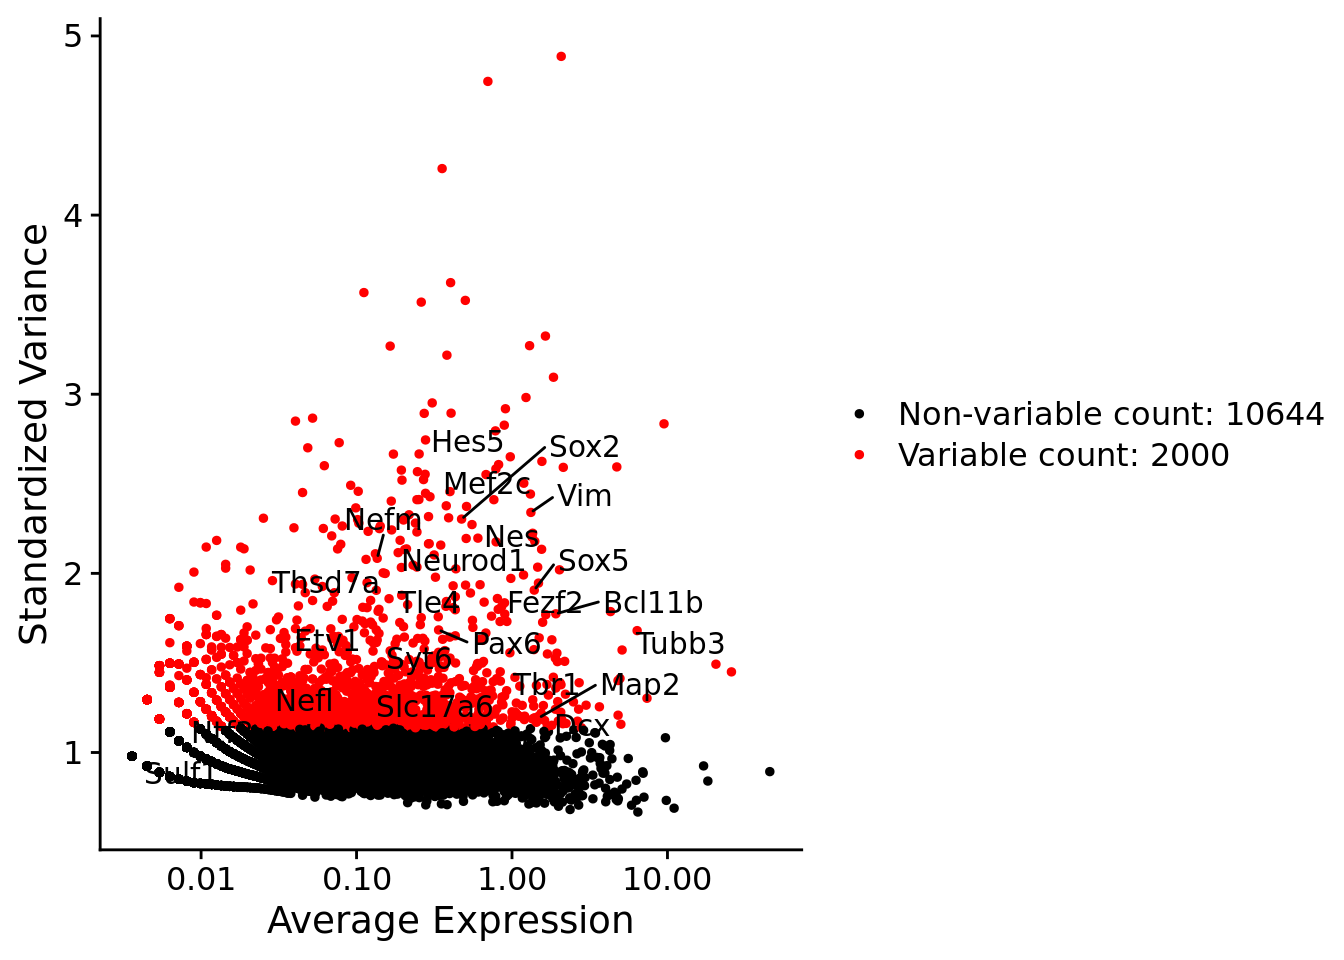 5
4
3
2
1
Standardized Variance
Hes5
Sox2
Mef2c
Vim
Nefm
Nes
Neurod1
Sox5
Thsd7a
Tle4
Fezf2
Bcl11b
Etv1
Pax6
Tubb3
Syt6
Tbr1
Map2
Nefl
Slc17a6
Dcx
Sulf1
0.01
0.10
1.00
10.00
Average Expression
Non-variable count: 10644
Variable count: 2000